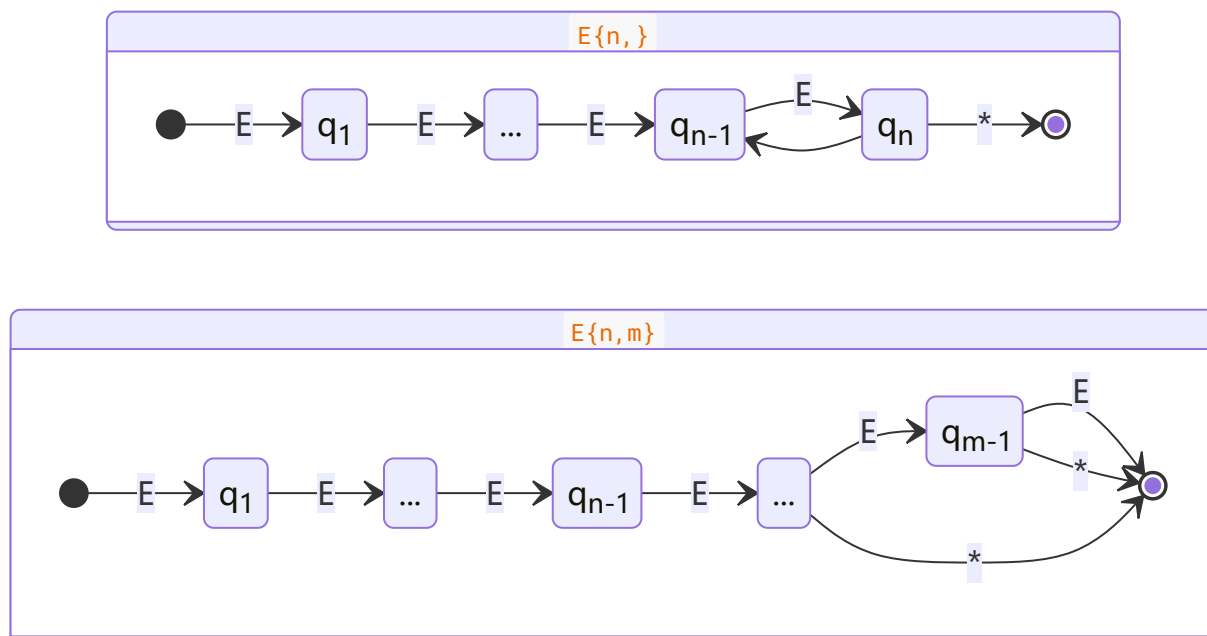 E{n,}
E q1 E ... E qn-1 E qn *
E{n,m}
E q1 E ... E qn-1 E ... E qm-1 E * *